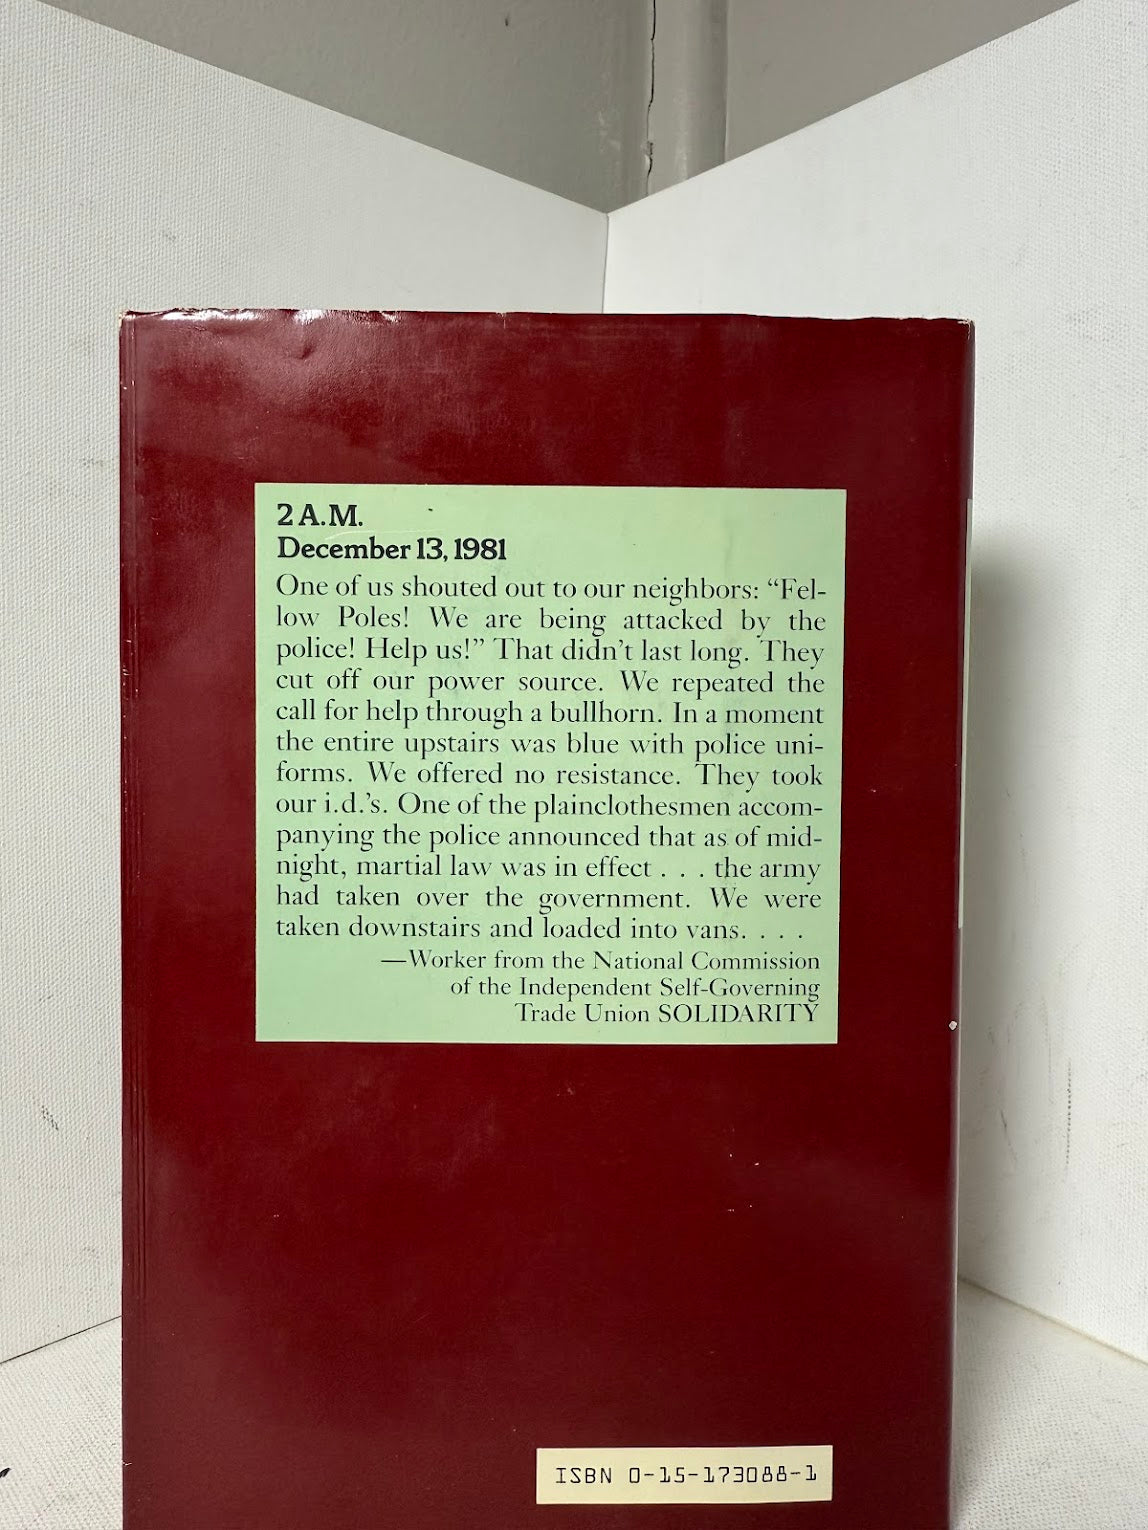 2 A.M.
December 13, 1981
One of us shouted out to our neighbors: “Fel-
low Poles! We are being attacked by the
police! Help us!” That didn’t last long. They
cut off our power source. We repeated the
call for help through a bullhorn. In a moment
the entire upstairs was blue with police uni-
forms. We offered no resistance. They took
our i.d.’s. One of the plainclothesmen accom-
panying the police announced that as of mid-
night, martial law was in effect . . . the army
had taken over the government. We were
taken downstairs and loaded into vans. . . .
—Worker from the National Commission
of the Independent Self-Governing
Trade Union SOLIDARITY
ISBN 0-15-173088-1